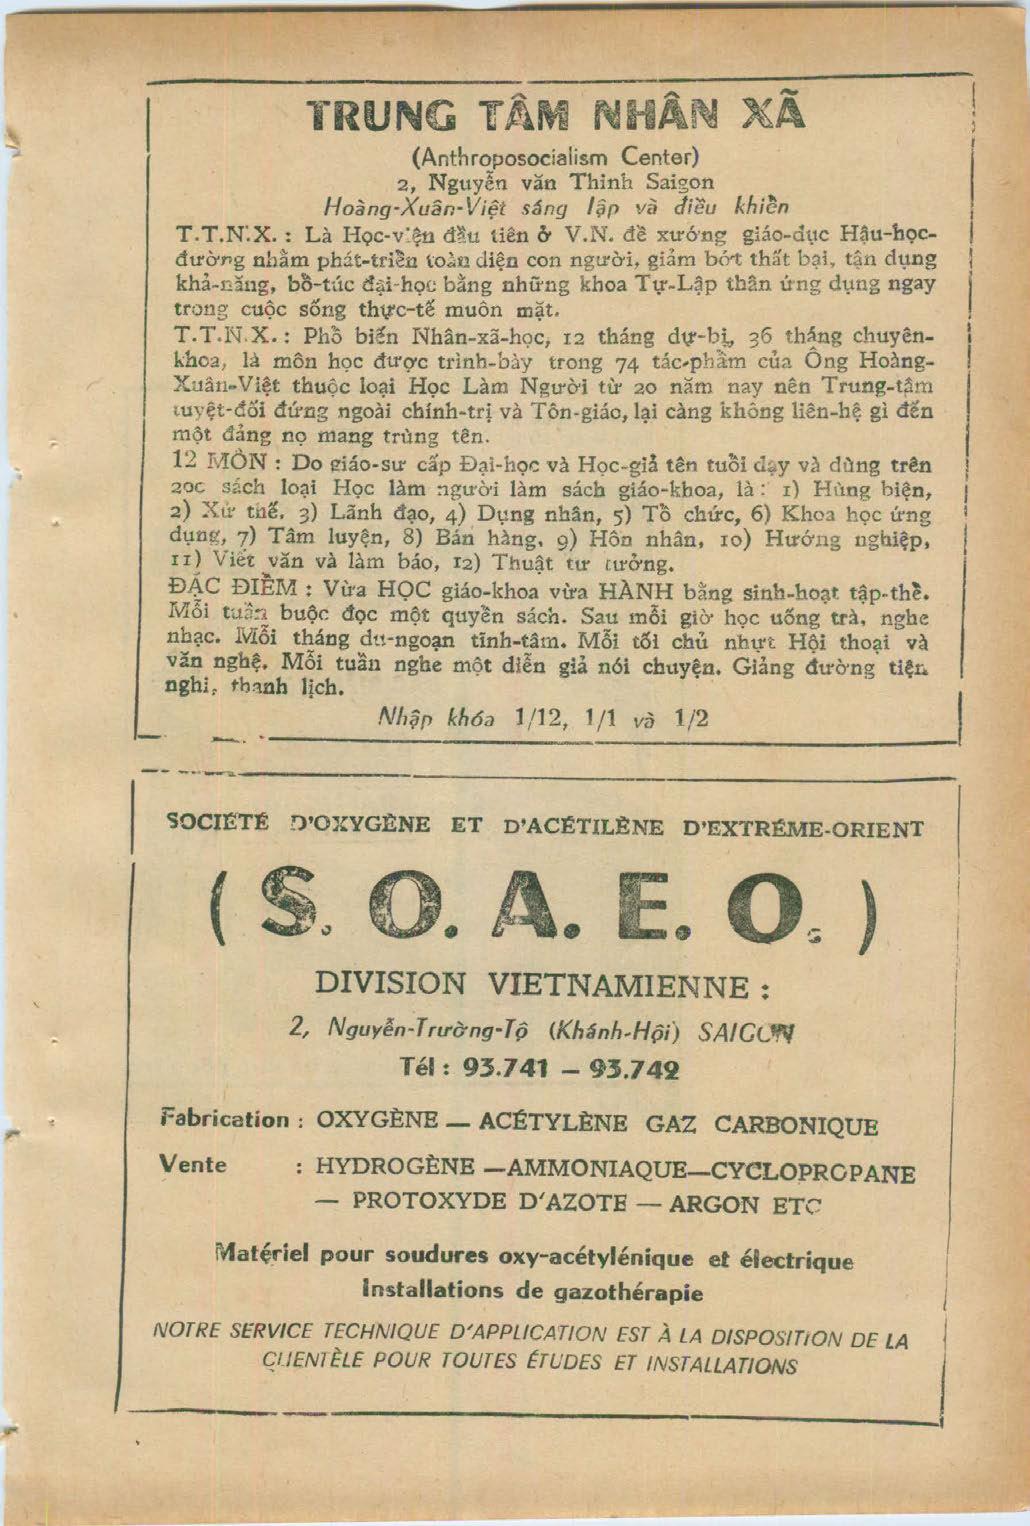 TRUNG TÂM NHÂN XÃ
(Anthroposocialism Center)
2, Nguyễn văn Thinh Saigon
Hoàng-Xuân-Việt sáng lập và điều khiển
T.T.N.X. : Là Học-viện đầu tiên ở V.N. đề xướng giáo-dục Hậu-học-
đường nhằm phát-triển toàn diện con người, giảm bớt thất bại, tận dụng
khả-năng, bồ-túc đại-học bằng những khoa Tự-Lập thân ứng dụng ngay
trong cuộc sống thực-tế muôn mặt.
T.T.N.X. : Phổ biến Nhân-xã-học, 12 tháng dự-bị, 36 tháng chuyên-
khoa, là môn học được trình-bày trong 74 tác-phẩm của Ông Hoàng-
Xuân-Việt thuộc loại Học Làm Người từ 20 năm nay nên Trung-tâm
tuyệt-đối đứng ngoài chính-trị và Tôn-giáo, lại càng không liên-hệ gì đến
một đảng nọ mang trùng tên.
12 MÔN : Do giáo-sư cấp Đại-học và Học-giả tên tuổi dạy và dùng trên
200 sách loại Học làm người làm sách giáo-khoa, là : 1) Hùng biện,
2) Xử thế, 3) Lãnh đạo, 4) Dụng nhân, 5) Tổ chức, 6) Khoa học ứng
dụng, 7) Tâm luyện, 8) Bán hàng, 9) Hôn nhân, 10) Hướng nghiệp,
11) Viết văn và làm báo, 12) Thuật tư tưởng.
ĐẶC ĐIỂM : Vừa HỌC giáo-khoa vừa HÀNH bằng sinh-hoạt tập-thể.
Mỗi tuần buộc đọc một quyển sách. Sau mỗi giờ học uống trà, nghe
nhạc. Mỗi tháng du-ngoạn tĩnh-tâm. Mỗi tối chủ nhựt Hội thoại và
văn nghệ. Mỗi tuần nghe một diễn giả nói chuyện. Giảng đường tiện
nghi, thanh lịch.
Nhập khóa 1/12, 1/1 và 1/2
SOCIÉTÉ D'OXYGÈNE ET D'ACÉTILÈNE D'EXTRÉME-ORIENT
( S. O. A. E. O. )
DIVISION VIETNAMIENNE :
2, Nguyễn-Trường-Tộ (Khánh-Hội) SAIGON
Tél : 93.741 – 93.742
Fabrication : OXYGÈNE — ACÉTYLÈNE GAZ CARBONIQUE
Vente : HYDROGÈNE —AMMONIAQUE—CYCLOPROPANE
— PROTOXYDE D'AZOTE — ARGON ETC
Matériel pour soudures oxy-acétylénique et électrique
Installations de gazothérapie
NOTRE SERVICE TECHNIQUE D'APPLICATION EST À LA DISPOSITION DE LA
CLIENTÈLE POUR TOUTES ÉTUDES ET INSTALLATIONS